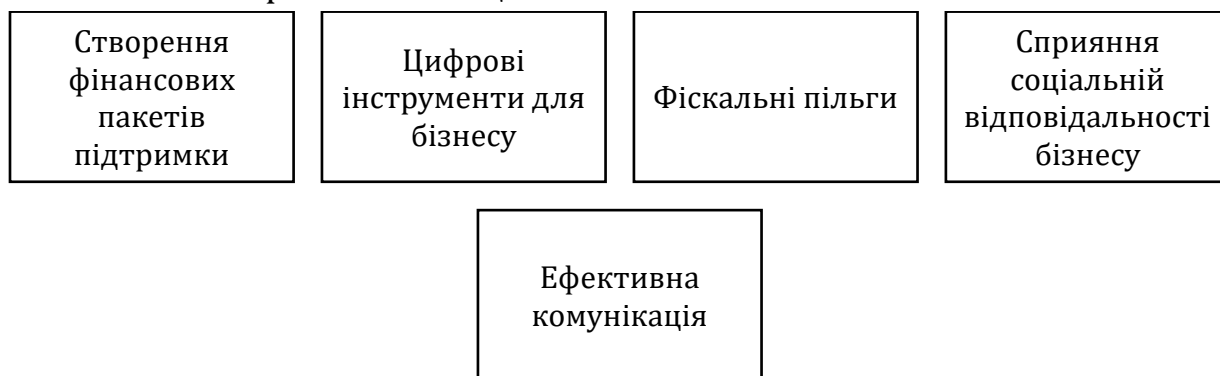 Створення
фінансових
пакетів
підтримки
Цифрові
інструменти для
бізнесу
Фіскальні пільги
Сприяння
соціальній
відповідальності
бізнесу
Ефективна
комунікація